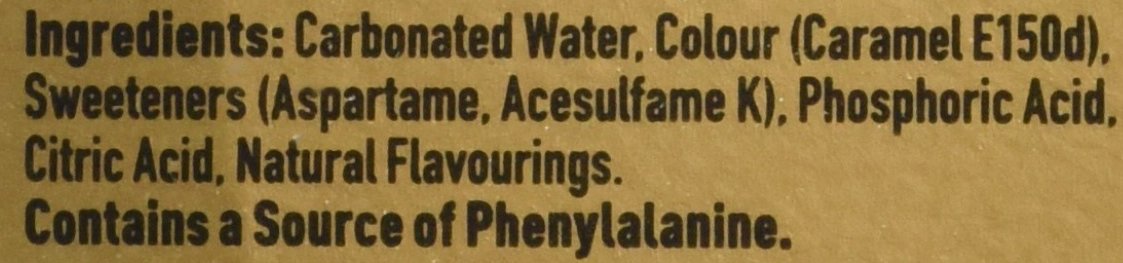 Ingredients: Carbonated Water, Colour (Caramel E150d),
Sweeteners (Aspartame, Acesulfame K), Phosphoric Acid,
Citric Acid, Natural Flavourings.
Contains a Source of Phenylalanine.